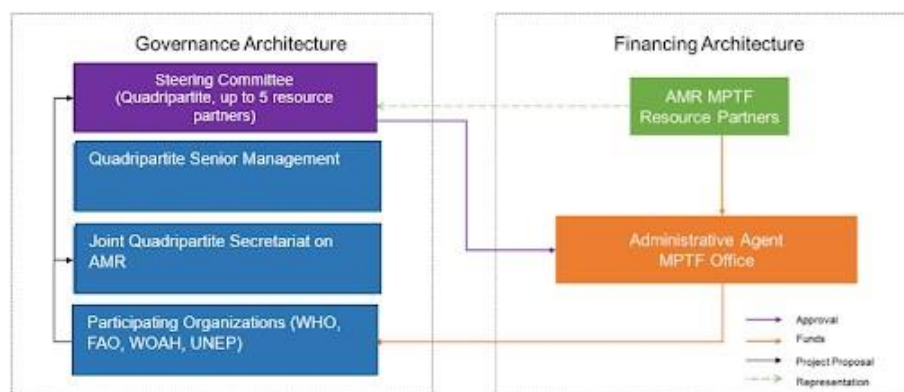 Governance Architecture
Steering Committee
(Quadripartite, up to 5 resource
partners)
Quadripartite Senior Management
Joint Quadripartite Secretariat on
AMR
Participating Organizations (WHO,
FAO, WOAH, UNEP)
Financing Architecture
AMR MPTF
Resource Partners
Administrative Agent
MPTF Office
Approval
Funds
Project Proposal
Representation